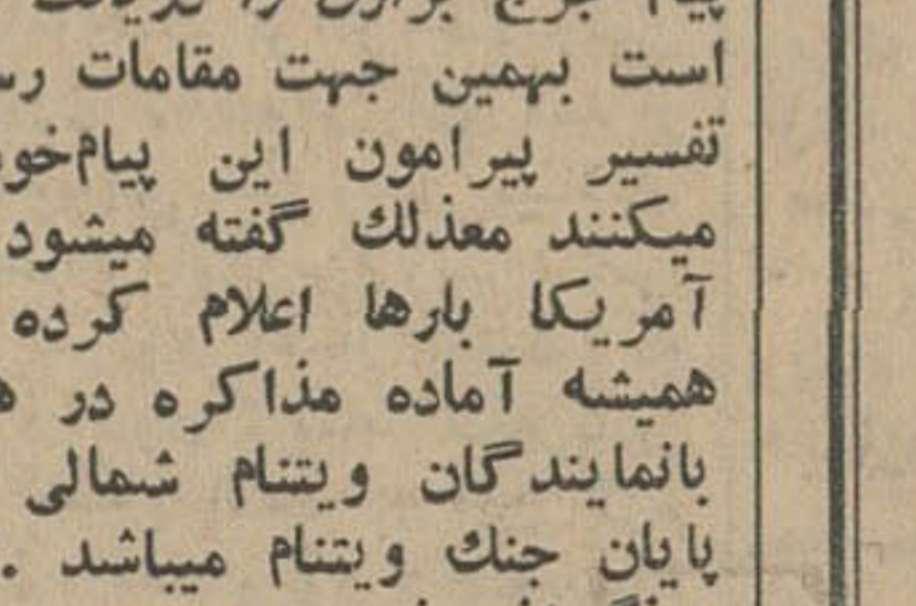 است بهمین جهت مقامات
تفسیر پیرامون این پیام
میکنند معذلك گفته میشود
آمریکا بارها اعلام کرده
همیشه آماده مذاکره در
بانمایندگان ویتنام شمالی
پایان جنك ویتنام میباشد .